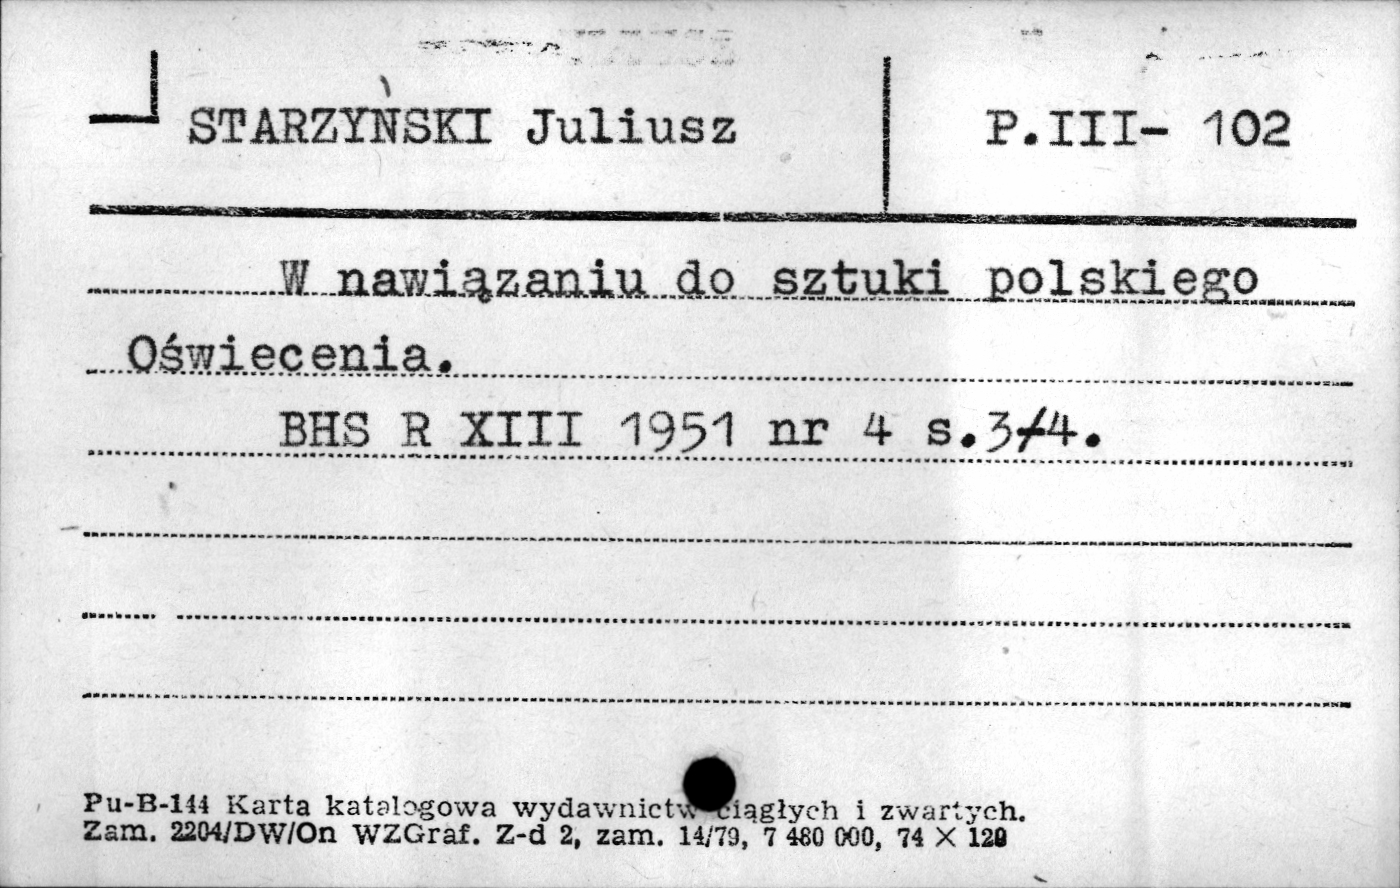 STARZYŃSKI Juliusz
P.III- 102
W nawiązaniu do sztuki polskiego
Oświecenia.
BHS R XIII 1951 nr 4 s.3/4.
Pu-B-144 Karta katalogowa wydawnictw ciągłych i zwartych.
Zam. 2204/DW/On WZGraf. Z-d 2, zam. 14/79, 7 480 000, 74 X 120